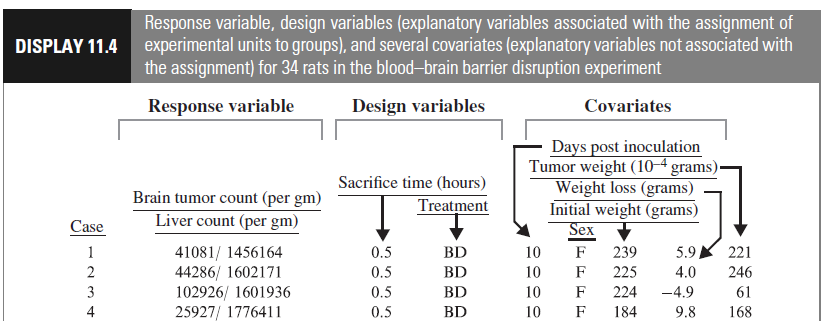 DISPLAY 11.4
Response variable, design variables (explanatory variables associated with the assignment of
experimental units to groups), and several covariates (explanatory variables not associated with
the assignment) for 34 rats in the blood–brain barrier disruption experiment
Response variable Design variables Covariates
Days post inoculation
Tumor weight (10⁻⁴ grams)
Sacrifice time (hours) Weight loss (grams)
Brain tumor count (per gm) Treatment Initial weight (grams)
Case Liver count (per gm) Sex
1 41081/ 1456164 0.5 BD 10 F 239 5.9 221
2 44286/ 1602171 0.5 BD 10 F 225 4.0 246
3 102926/ 1601936 0.5 BD 10 F 224 −4.9 61
4 25927/ 1776411 0.5 BD 10 F 184 9.8 168